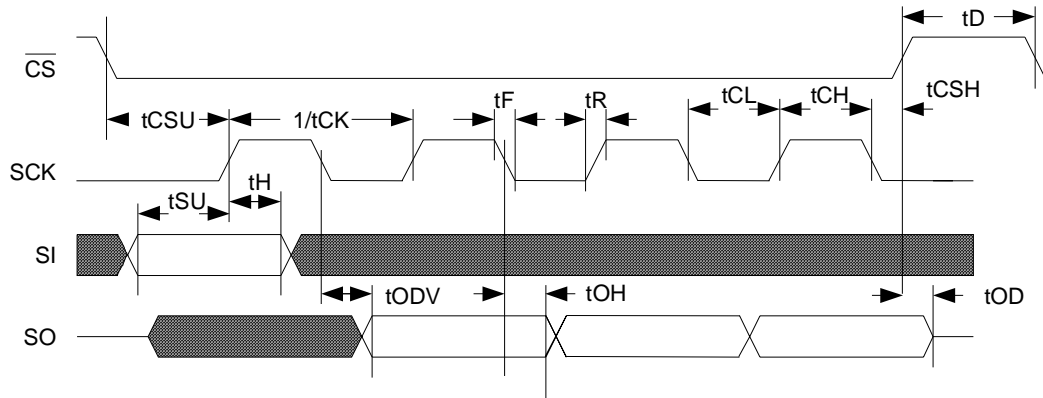 tD
CS
tCSU
1/tCK
tF
tR
tCL
tCH
tCSH
SCK
tSU
tH
SI
tODV
tOH
tOD
SO